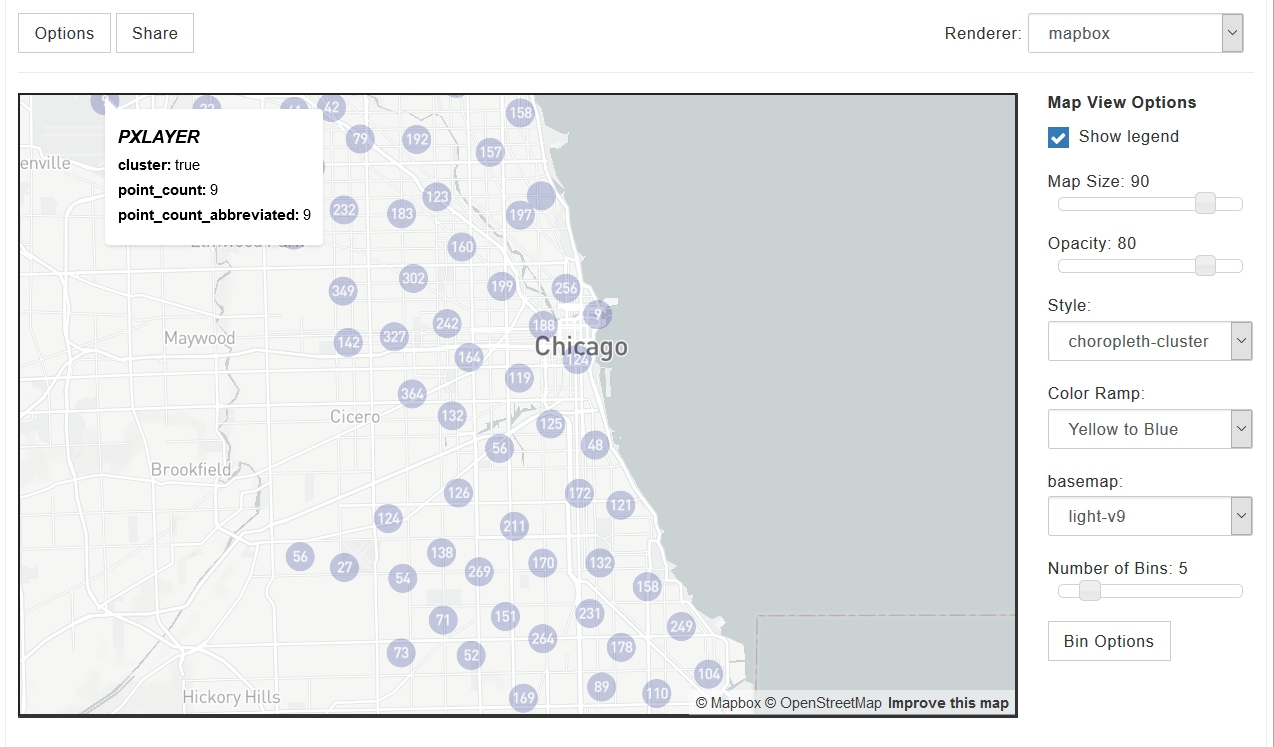 Options
Share
Renderer:
mapbox
Map View Options
Show legend
Map Size: 90
Opacity: 80
Style:
choropleth-cluster
Color Ramp:
Yellow to Blue
basemap:
light-v9
Number of Bins: 5
Bin Options
PXLAYER
cluster: true
point_count: 9
point_count_abbreviated: 9
42
158
79
192
157
enville
123
232
183
197
160
302
199
256
349
9
242
188
Maywood
142
327
Chicago
164
124
119
364
Cicero
132
125
56
48
Brookfield
126
172
121
124
211
56
138
27
170
132
54
269
158
71
151
231
249
264
178
73
52
104
89
110
Hickory Hills
169
© Mapbox © OpenStreetMap Improve this map